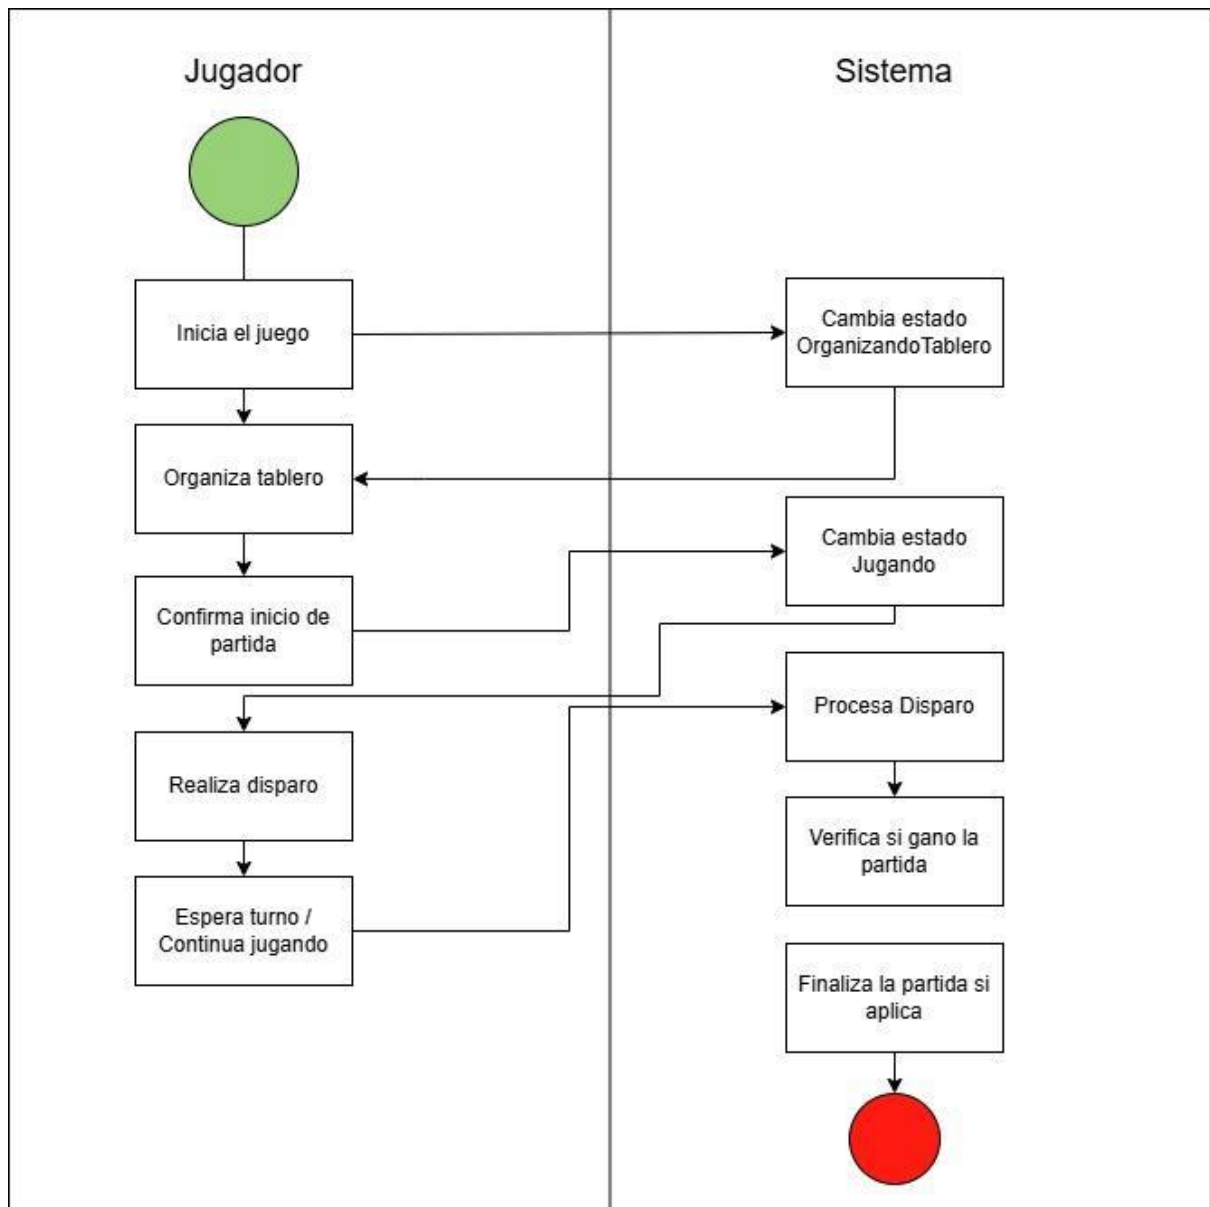 Jugador
Sistema
Inicia el juego
Cambia estado
OrganizandoTablero
Organiza tablero
Cambia estado
Jugando
Confirma inicio de
partida
Procesa Disparo
Realiza disparo
Verifica si gano la
partida
Espera turno /
Continua jugando
Finaliza la partida si
aplica